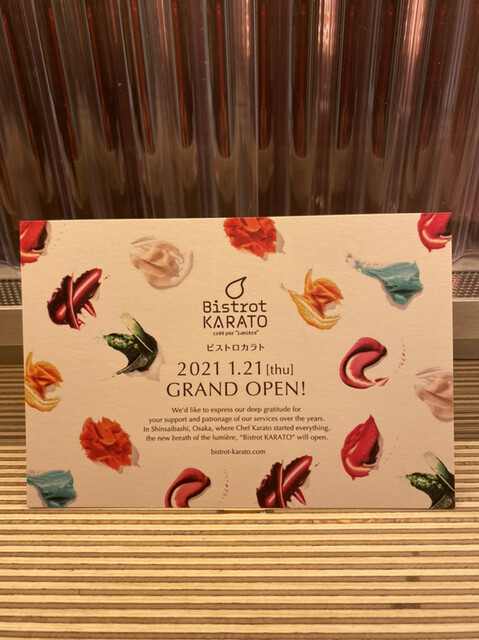 Bistrot
KARATO
créé par "lumière"
ビストロカラト
2021 1.21[thu]
GRAND OPEN!
We'd like to express our deep gratitude for
your support and patronage of our services over the years.
In Shinsaibashi, Osaka, where Chef Karato started everything,
the new breath of the lumière, "Bistrot KARATO" will open.
bistrot-karato.com